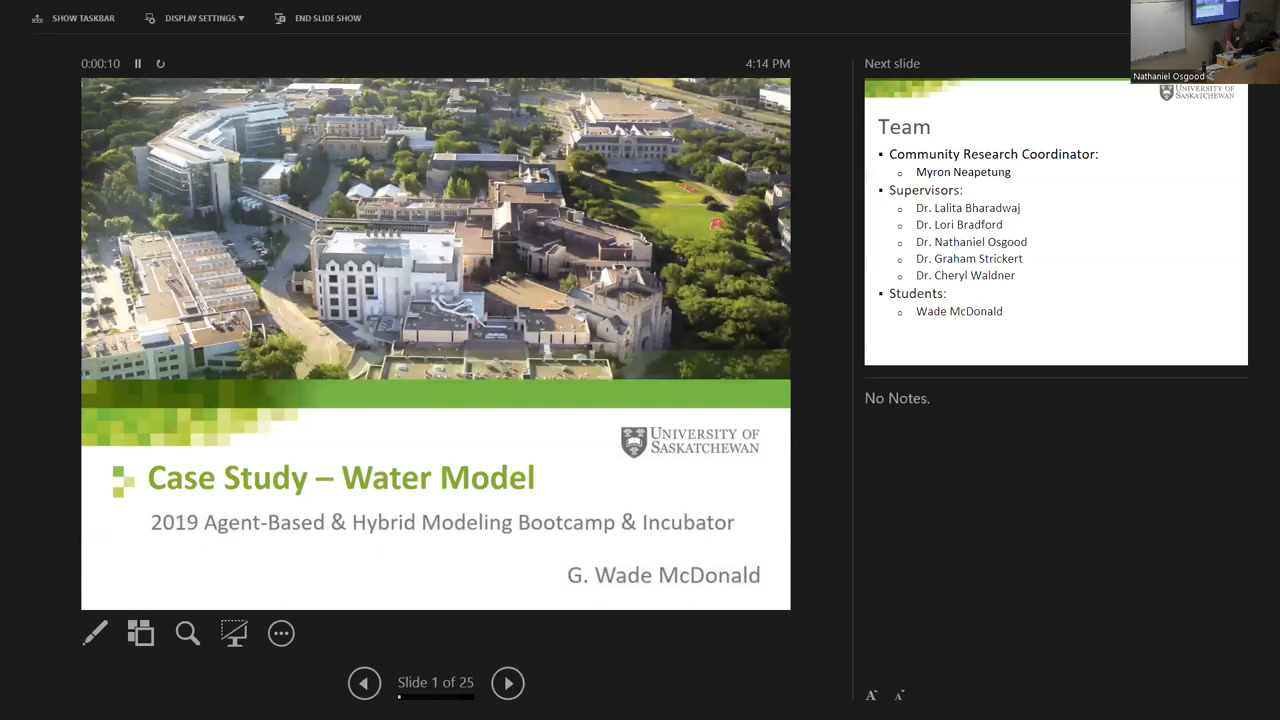 SHOW TASKBAR
DISPLAY SETTINGS ▼
END SLIDE SHOW
0:00:10
4:14 PM
UNIVERSITY OF
SASKATCHEWAN
Case Study – Water Model
2019 Agent-Based & Hybrid Modeling Bootcamp & Incubator
G. Wade McDonald
Slide 1 of 25
Nathaniel Osgood
Next slide
UNIVERSITY OF
SASKATCHEWAN
Team
▪ Community Research Coordinator:
o Myron Neapetung
▪ Supervisors:
o Dr. Lalita Bharadwaj
o Dr. Lori Bradford
o Dr. Nathaniel Osgood
o Dr. Graham Strickert
o Dr. Cheryl Waldner
▪ Students:
o Wade McDonald
No Notes.
A A